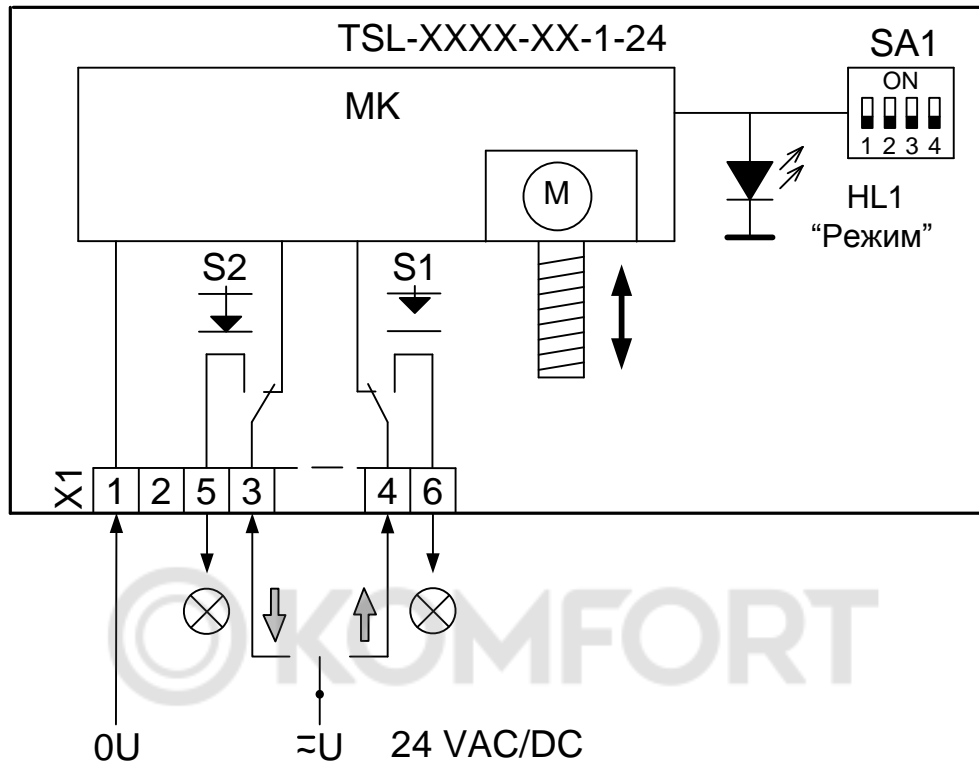 TSL-XXXX-XX-1-24
SA1
ON
1 2 3 4
МК
M
HL1
“Режим”
S2
S1
X1
1 2 5 3 4 6
KOMFORT
0U
≂U
24 VAC/DC